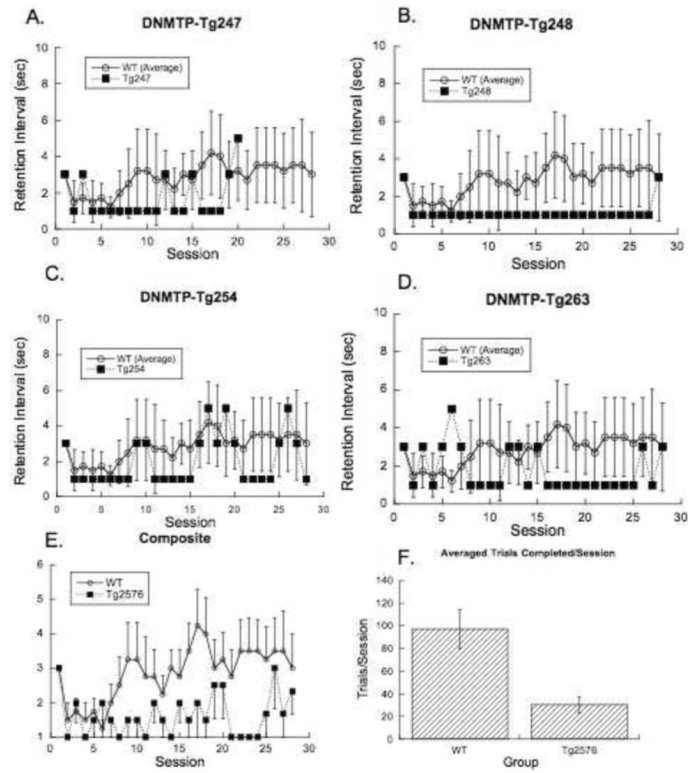 A.
DNMTP-Tg247
Retention Interval (sec)
10
8
6
4
2
0
WT (Average)
Tg247
0 5 10 15 20 25 30
Session
B.
DNMTP-Tg248
Retention Interval (sec)
10
8
6
4
2
0
WT (Average)
Tg248
0 5 10 15 20 25 30
Session
C.
DNMTP-Tg254
Retention Interval (sec)
10
8
6
4
2
0
WT (Average)
Tg254
0 5 10 15 20 25 30
Session
D.
DNMTP-Tg263
Retention Interval (sec)
10
8
6
4
2
0
WT (Average)
Tg263
0 5 10 15 20 25 30
Session
E.
Composite
Retention Interval (sec)
6
5
4
3
2
1
WT
Tg2576
0 5 10 15 20 25 30
Session
F.
Averaged Trials Completed/Session
Trials/Session
140
120
100
80
60
40
20
0
WT Tg2576
Group